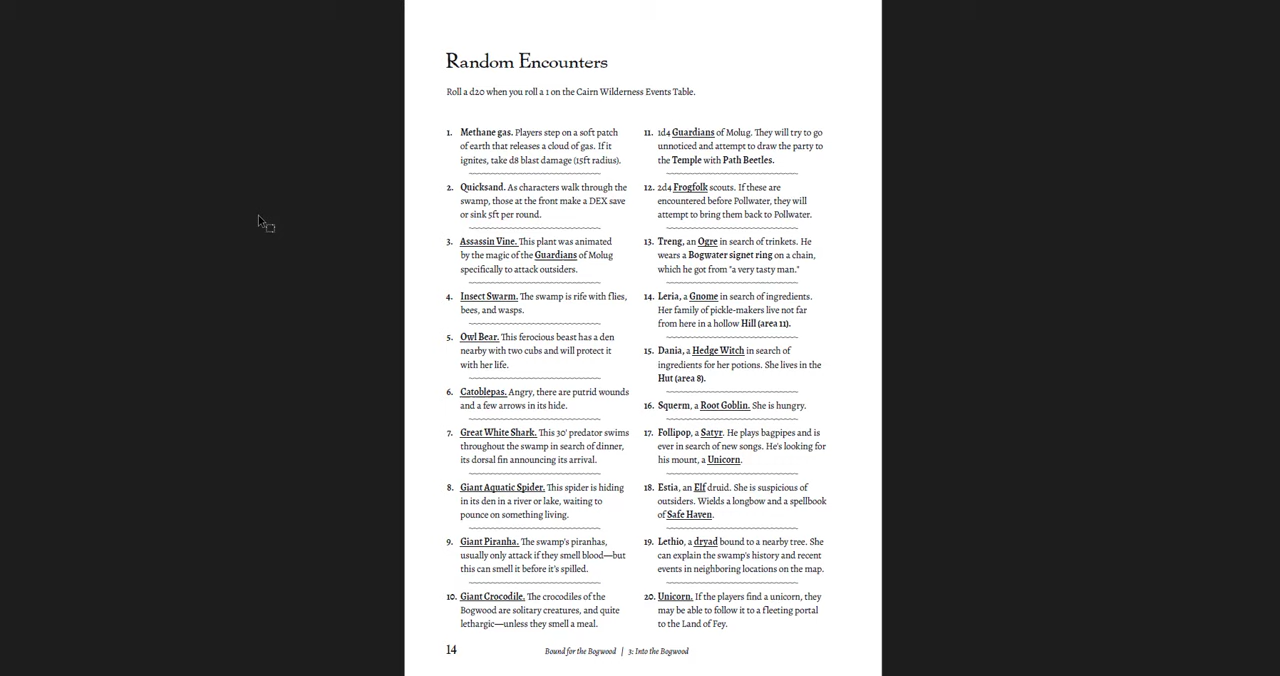 Random Encounters
Roll a d20 when you roll a 1 on the Cairn Wilderness Events Table.
1. Methane gas. Players step on a soft patch
of earth that releases a cloud of gas. If it
ignites, take d8 blast damage (15ft radius).
2. Quicksand. As characters walk through the
swamp, those at the front make a DEX save
or sink 5ft per round.
3. Assassin Vine. This plant was animated
by the magic of the Guardians of Molug
specifically to attack outsiders.
4. Insect Swarm. The swamp is rife with flies,
bees, and wasps.
5. Owl Bear. This ferocious beast has a den
nearby with two cubs and will protect it
with her life.
6. Catoblepas. Angry, there are putrid wounds
and a few arrows in its hide.
7. Great White Shark. This 30' predator swims
throughout the swamp in search of dinner,
its dorsal fin announcing its arrival.
8. Giant Aquatic Spider. This spider is hiding
in its den in a river or lake, waiting to
pounce on something living.
9. Giant Piranha. The swamp's piranhas,
usually only attack if they smell blood—but
this can smell it before it's spilled.
10. Giant Crocodile. The crocodiles of the
Bogwood are solitary creatures, and quite
lethargic—unless they smell a meal.
11. 1d4 Guardians of Molug. They will try to go
unnoticed and attempt to draw the party to
the Temple with Path Beetles.
12. 2d4 Frogfolk scouts. If these are
encountered before Pollwater, they will
attempt to bring them back to Pollwater.
13. Treng, an Ogre in search of trinkets. He
wears a Bogwater signet ring on a chain,
which he got from "a very tasty man."
14. Leria, a Gnome in search of ingredients.
Her family of pickle-makers live not far
from here in a hollow Hill (area 11).
15. Dania, a Hedge Witch in search of
ingredients for her potions. She lives in the
Hut (area 8).
16. Squerm, a Root Goblin. She is hungry.
17. Follipop, a Satyr. He plays bagpipes and is
ever in search of new songs. He's looking for
his mount, a Unicorn.
18. Estia, an Elf druid. She is suspicious of
outsiders. Wields a longbow and a spellbook
of Safe Haven.
19. Lethio, a dryad bound to a nearby tree. She
can explain the swamp's history and recent
events in neighboring locations on the map.
20. Unicorn. If the players find a unicorn, they
may be able to follow it to a fleeting portal
to the Land of Fey.
14 Bound for the Bogwood | 3: Into the Bogwood